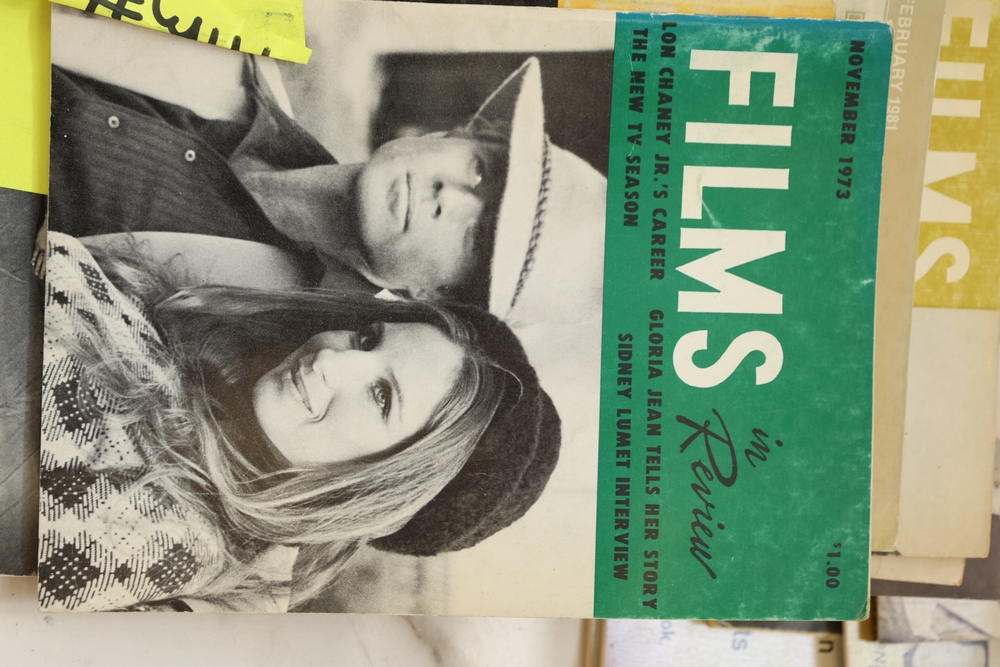 NOVEMBER 1973
$1.00
FILMS
in
Review
LON CHANEY JR.'S CAREER GLORIA JEAN TELLS HER STORY
THE NEW TV SEASON SIDNEY LUMET INTERVIEW
FEBRUARY 1981
FILMS